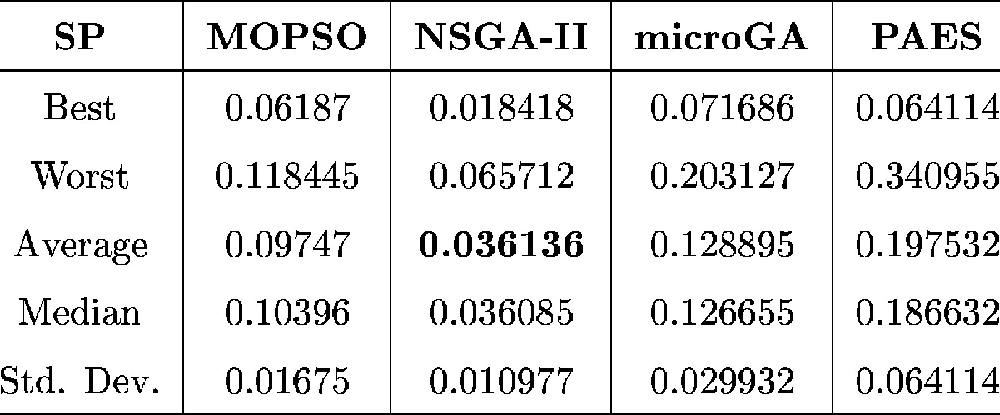 SP MOPSO NSGA-II microGA PAES
Best 0.06187 0.018418 0.071686 0.064114
Worst 0.118445 0.065712 0.203127 0.340955
Average 0.09747 0.036136 0.128895 0.197532
Median 0.10396 0.036085 0.126655 0.186632
Std. Dev. 0.01675 0.010977 0.029932 0.064114